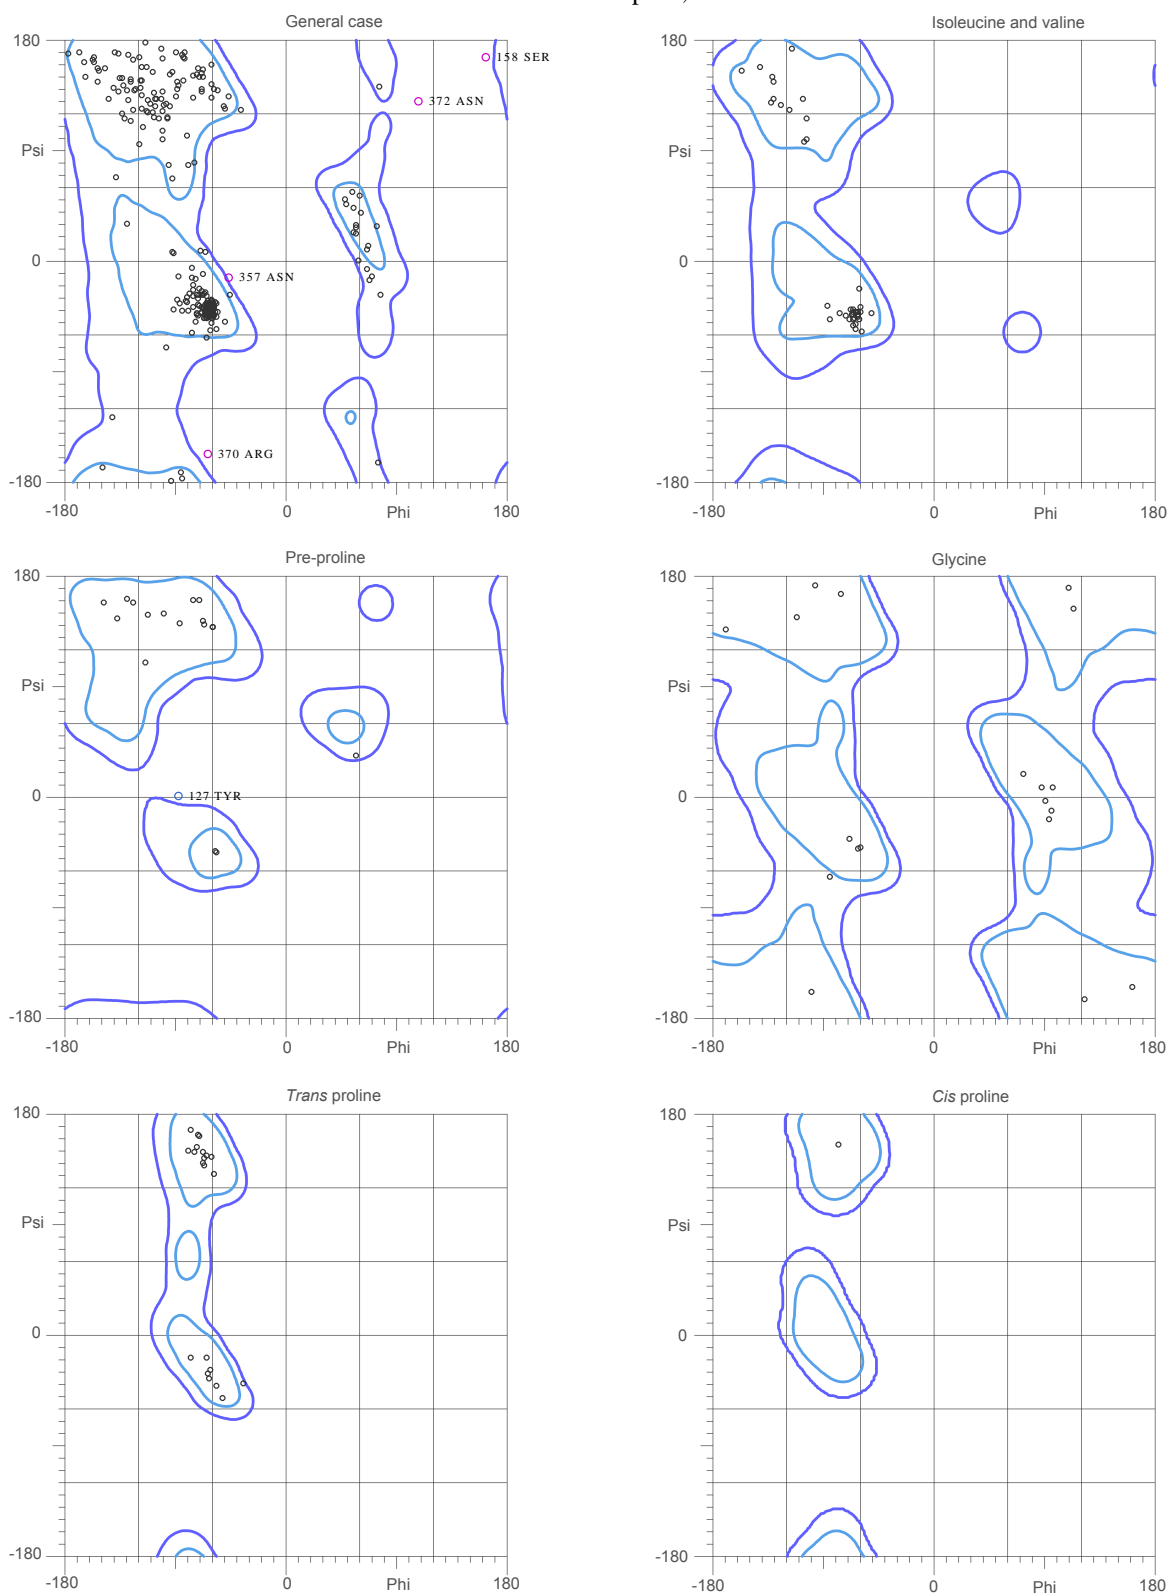 General case
Isoleucine and valine
180
158 SER
372 ASN
Psi
0
357 ASN
370 ARG
-180
-180
0
Phi
180
180
Psi
0
-180
-180
0
Phi
180
Pre-proline
Glycine
180
Psi
0
127 TYR
-180
-180
0
Phi
180
180
Psi
0
-180
-180
0
Phi
180
Trans proline
Cis proline
180
Psi
0
-180
-180
0
Phi
180
180
Psi
0
-180
-180
0
Phi
180